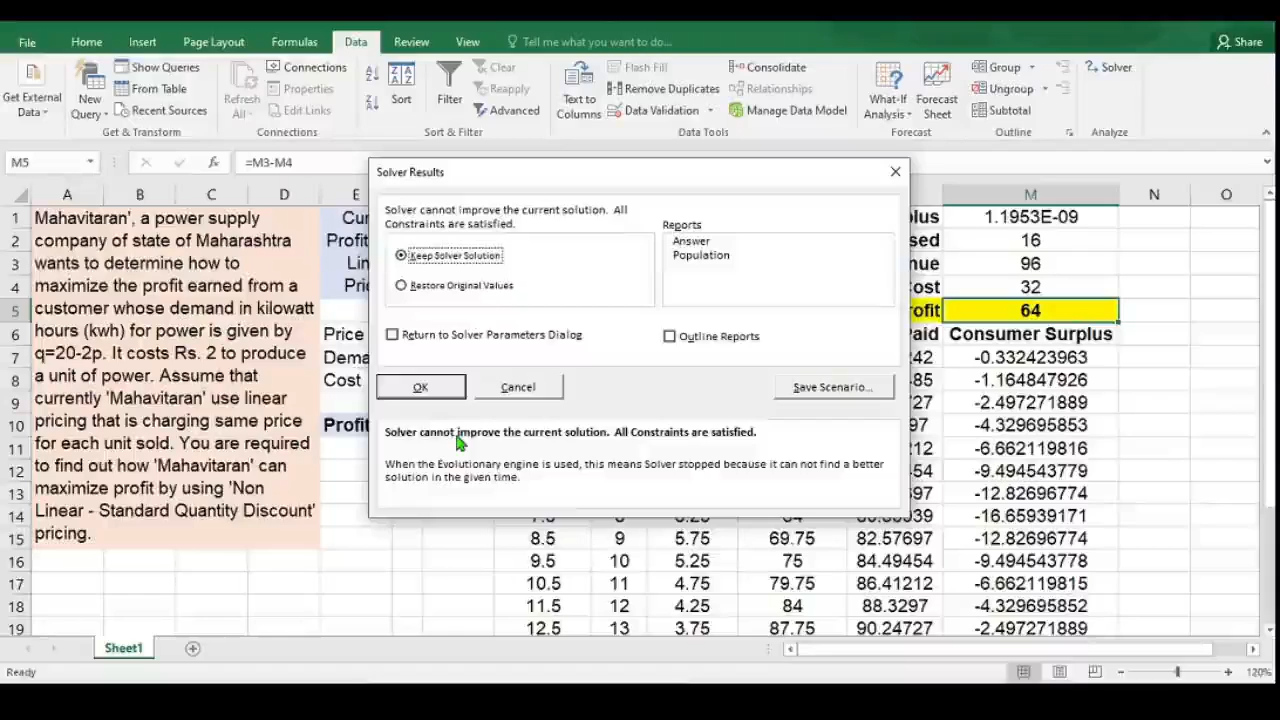 File Home Insert Page Layout Formulas Data Review View Tell me what you want to do... Share
Get External Data
New Query
Show Queries
From Table
Recent Sources
Get & Transform
Refresh All
Connections
Properties
Edit Links
Connections
Sort
Filter
Clear
Reapply
Advanced
Sort & Filter
Text to Columns
Flash Fill
Remove Duplicates
Data Validation
Consolidate
Relationships
Manage Data Model
Data Tools
What-If Analysis
Forecast Sheet
Forecast
Group
Ungroup
Subtotal
Outline
Solver
Analyze
M5 fx =M3-M4
A B C D E M N O
1 2 3 4 5 6 7 8 9 10 11 12 13 14 15 16 17 18 19
Mahavitaran', a power supply
company of state of Maharashtra
wants to determine how to
maximize the profit earned from a
customer whose demand in kilowatt
hours (kwh) for power is given by
q=20-2p. It costs Rs. 2 to produce
a unit of power. Assume that
currently 'Mahavitaran' use linear
pricing that is charging same price
for each unit sold. You are required
to find out how 'Mahavitaran' can
maximize profit by using 'Non
Linear - Standard Quantity Discount'
pricing.
Cur
Profit
Lin
Pric
Price
Dema
Cost
Profit
Solver Results
Solver cannot improve the current solution. All
Constraints are satisfied.
Keep Solver Solution
Restore Original Values
Reports
Answer
Population
Return to Solver Parameters Dialog
Outline Reports
OK Cancel Save Scenario...
Solver cannot improve the current solution. All Constraints are satisfied.
When the Evolutionary engine is used, this means Solver stopped because it can not find a better
solution in the given time.
plus 1.1953E-09
sed 16
nue 96
Cost 32
rofit 64
Paid Consumer Surplus
242 -0.332423963
85 -1.164847926
727 -2.497271889
97 -4.329695853
212 -6.662119816
454 -9.494543779
697 -12.82696774
-16.65939171
8.5 9 5.75 69.75 82.57697 -12.82696774
9.5 10 5.25 75 84.49454 -9.494543778
10.5 11 4.75 79.75 86.41212 -6.662119815
11.5 12 4.25 84 88.3297 -4.329695852
12.5 13 3.75 87.75 90.24727 -2.497271889
Sheet1
Ready 120%